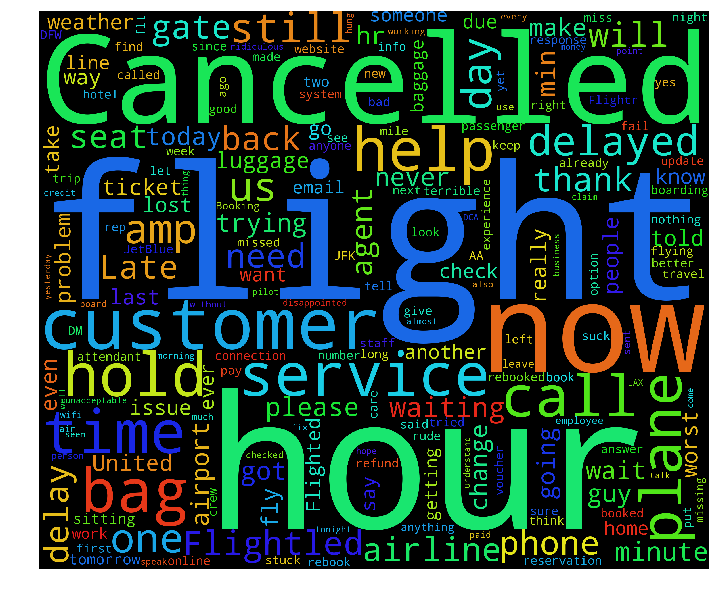 weather fill gate still hr someone due make will miss night every
DFW line find since website info response working money
Cancelled
way called made ago two hotel good system bad new use yet day min baggage right Flightr point yes
ridiculous hung
take seat today back go see anyone help mile keep passenger delayed fail update
week luggage never already know boarding
trip let thing email next terrible thank
credit ticket us
flight
problem rep lost Booking trying agent look DCA experience claim nothing told
JetBlue missed JFK AA business really option people flying better travel
yesterday Late amp need want check also
last board pilot without disappointed tell give almost
customer now
DM staff left suck sent
hold attendant morning connection number long another leave rebooked book LAX
even unacceptable ever pay service call plane
wifi issue much please care waiting said rude employee come
time air seen fix tried change voucher answer worst
hour
person United airport crew checked got hope refund say understand going wait talk
bag fly Flighted getting guy put missing
delay sitting sure booked home
work one tonight paid anything think
first Flightled stuck airline phone minute
tomorrow speak online rebook reservation